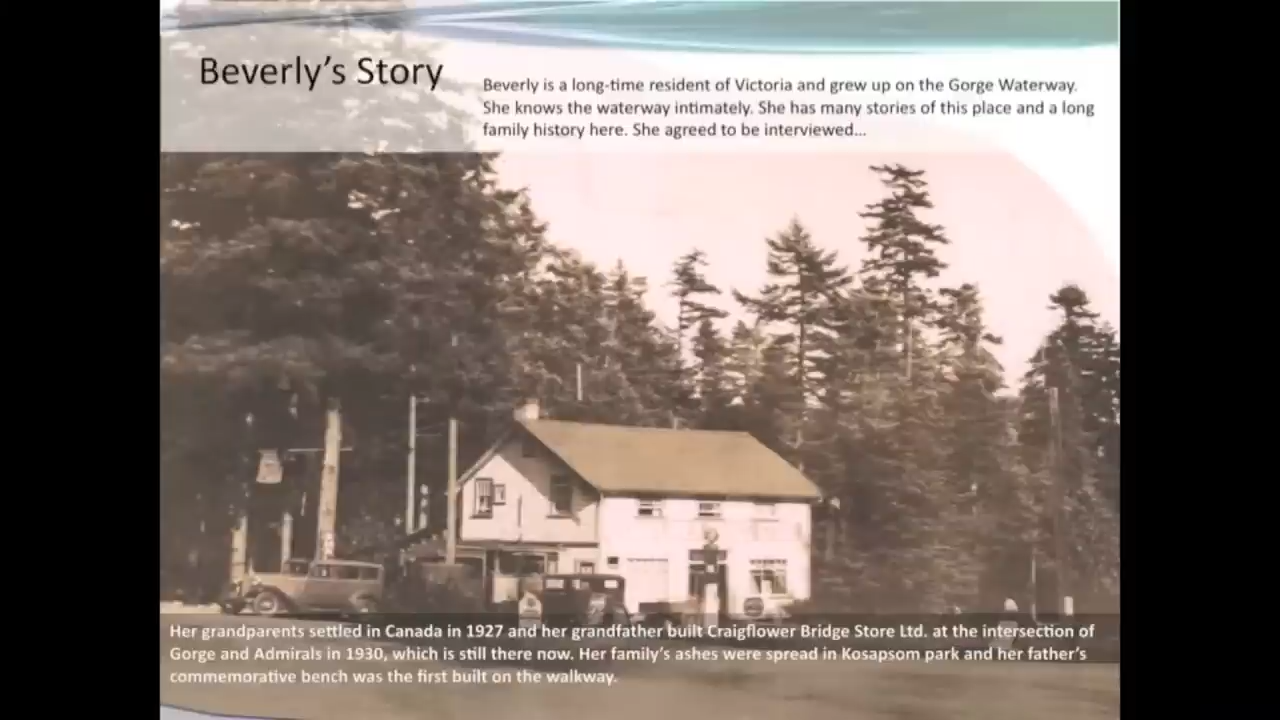 Beverly's Story
Beverly is a long-time resident of Victoria and grew up on the Gorge Waterway.
She knows the waterway intimately. She has many stories of this place and a long
family history here. She agreed to be interviewed...
Her grandparents settled in Canada in 1927 and her grandfather built Craigflower Bridge Store Ltd. at the intersection of
Gorge and Admirals in 1930, which is still there now. Her family's ashes were spread in Kosapsom park and her father's
commemorative bench was the first built on the walkway.